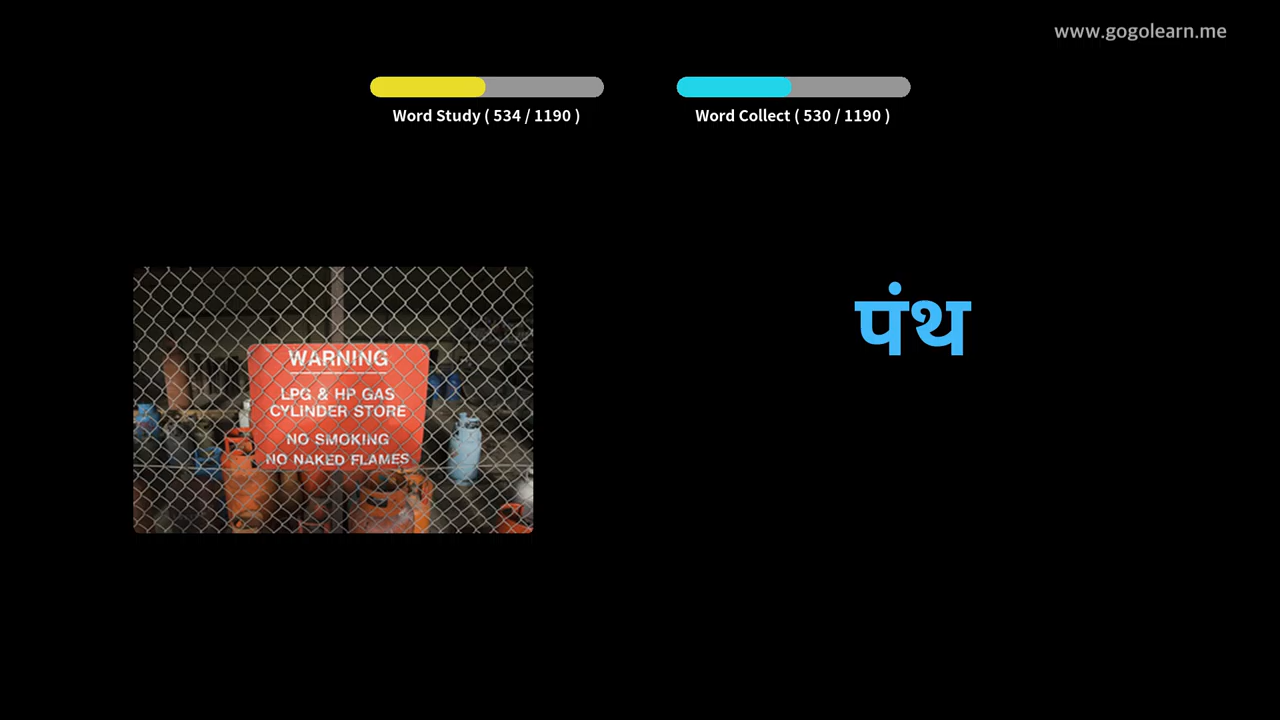 www.gogolearn.me
Word Study ( 534 / 1190 )
Word Collect ( 530 / 1190 )
पंथ
WARNING
LPG & HP GAS
CYLINDER STORE
NO SMOKING
NO NAKED FLAMES